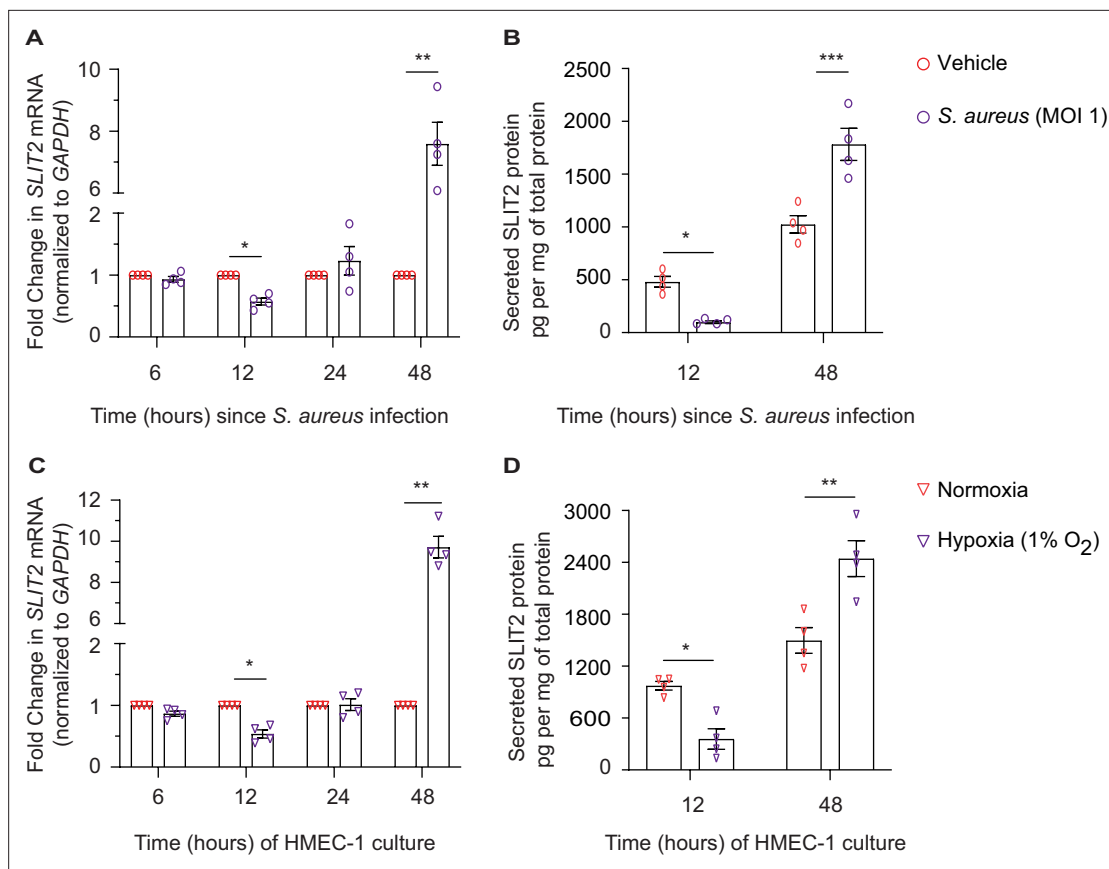 A
Fold Change in SLIT2 mRNA
(normalized to GAPDH)
10
8
6
2
1
0
*
**
6
12
24
48
Time (hours) since S. aureus infection
B
Secreted SLIT2 protein
pg per mg of total protein
2500
2000
1500
1000
500
0
*
***
12
48
Time (hours) since S. aureus infection
Vehicle
S. aureus (MOI 1)
C
Fold Change in SLIT2 mRNA
(normalized to GAPDH)
12
10
8
2
1
0
*
**
6
12
24
48
Time (hours) of HMEC-1 culture
D
Secreted SLIT2 protein
pg per mg of total protein
3000
2400
1800
1200
600
0
*
**
12
48
Time (hours) of HMEC-1 culture
Normoxia
Hypoxia (1% O2)